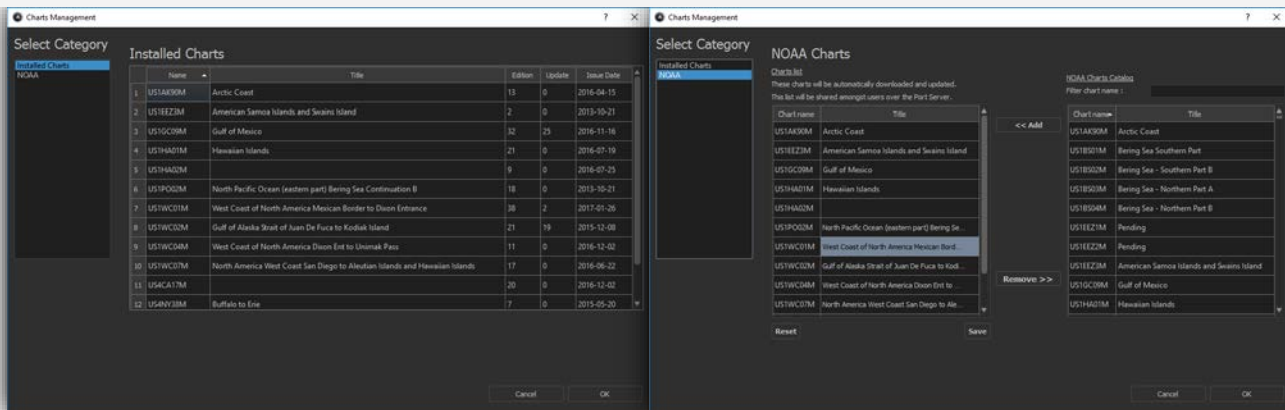 Charts Management ? X
Select Category
Installed Charts
NOAA
Installed Charts
Name Title Edition Update Issue Date
1 US1AK90M Arctic Coast 13 0 2016-04-15
2 US1EEZ3M American Samoa Islands and Swains Island 2 0 2013-10-21
3 US1GC09M Gulf of Mexico 32 25 2016-11-16
4 US1HA01M Hawaiian Islands 21 0 2016-07-19
5 US1HA02M 9 0 2016-07-25
6 US1PO02M North Pacific Ocean (eastern part) Bering Sea Continuation B 18 0 2013-10-21
7 US1WC01M West Coast of North America Mexican Border to Dixon Entrance 38 2 2017-01-26
8 US1WC02M Gulf of Alaska Strait of Juan De Fuca to Kodiak Island 21 19 2015-12-08
9 US1WC04M West Coast of North America Dixon Ent to Unimak Pass 11 0 2016-12-02
10 US1WC07M North America West Coast San Diego to Aleutian Islands and Hawaiian Islands 17 0 2016-06-22
11 US4CA17M 20 0 2016-12-02
12 US4NY38M Buffalo to Erie 7 0 2015-05-20
Cancel OK
Charts Management ? X
Select Category
Installed Charts
NOAA
NOAA Charts
Charts list
These charts will be automatically downloaded and updated.
This list will be shared amongst users over the Port Server.
Chart name Title
US1AK90M Arctic Coast
US1EEZ3M American Samoa Islands and Swains Island
US1GC09M Gulf of Mexico
US1HA01M Hawaiian Islands
US1HA02M
US1PO02M North Pacific Ocean (eastern part) Bering Se...
US1WC01M West Coast of North America Mexican Bord...
US1WC02M Gulf of Alaska Strait of Juan De Fuca to Kodi...
US1WC04M West Coast of North America Dixon Ent to ...
US1WC07M North America West Coast San Diego to Ale...
Reset Save
<< Add
Remove >>
NOAA Charts Catalog
Filter chart name :
Chart name Title
US1AK90M Arctic Coast
US1BS01M Bering Sea Southern Part
US1BS02M Bering Sea - Southern Part B
US1BS03M Bering Sea - Northern Part A
US1BS04M Bering Sea - Northern Part B
US1EEZ1M Pending
US1EEZ2M Pending
US1EEZ3M American Samoa Islands and Swains Island
US1GC09M Gulf of Mexico
US1HA01M Hawaiian Islands
Cancel OK